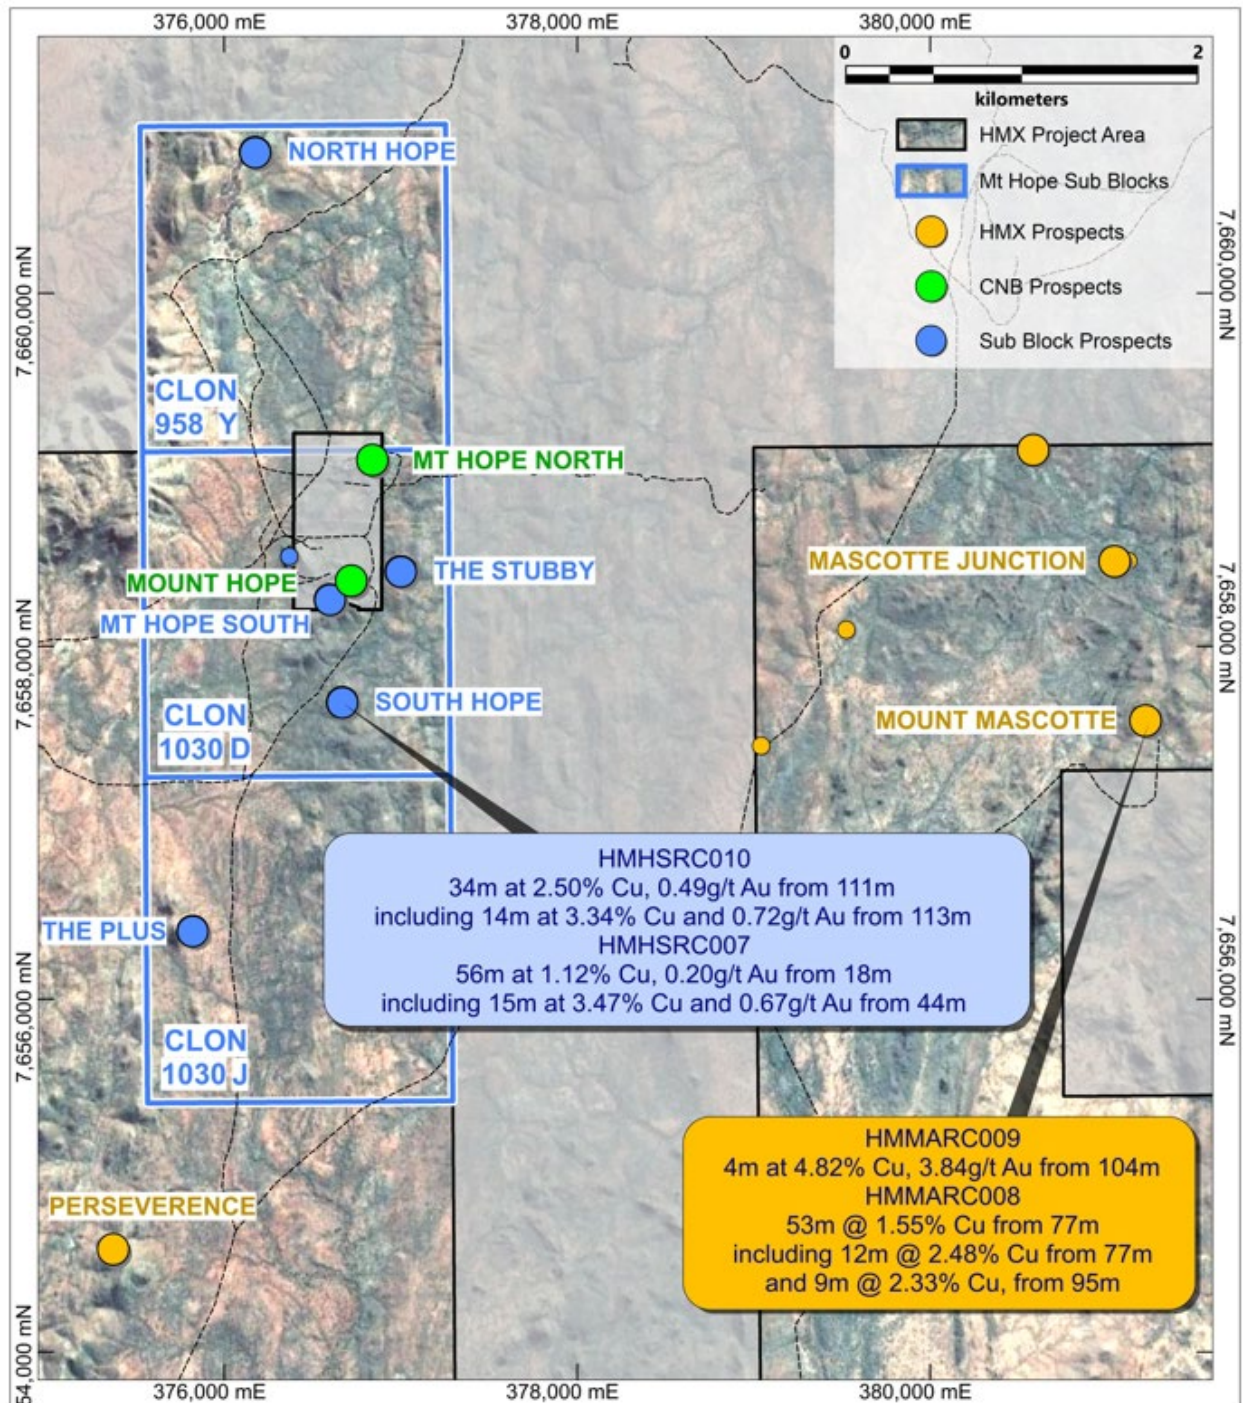 376,000 mE
378,000 mE
380,000 mE
0
2
kilometers
HMX Project Area
Mt Hope Sub Blocks
HMX Prospects
CNB Prospects
Sub Block Prospects
NORTH HOPE
7,660,000 mN
7,660,000 mN
CLON
958 Y
MT HOPE NORTH
MASCOTTE JUNCTION
THE STUBBY
MOUNT HOPE
MT HOPE SOUTH
7,658,000 mN
7,658,000 mN
SOUTH HOPE
MOUNT MASCOTTE
CLON
1030 D
HMHSRC010
34m at 2.50% Cu, 0.49g/t Au from 111m
including 14m at 3.34% Cu and 0.72g/t Au from 113m
HMHSRC007
56m at 1.12% Cu, 0.20g/t Au from 18m
including 15m at 3.47% Cu and 0.67g/t Au from 44m
THE PLUS
7,656,000 mN
7,656,000 mN
CLON
1030 J
HMMARC009
4m at 4.82% Cu, 3.84g/t Au from 104m
HMMARC008
53m @ 1.55% Cu from 77m
including 12m @ 2.48% Cu from 77m
and 9m @ 2.33% Cu, from 95m
PERSEVERENCE
54,000 mN
376,000 mE
378,000 mE
380,000 mE